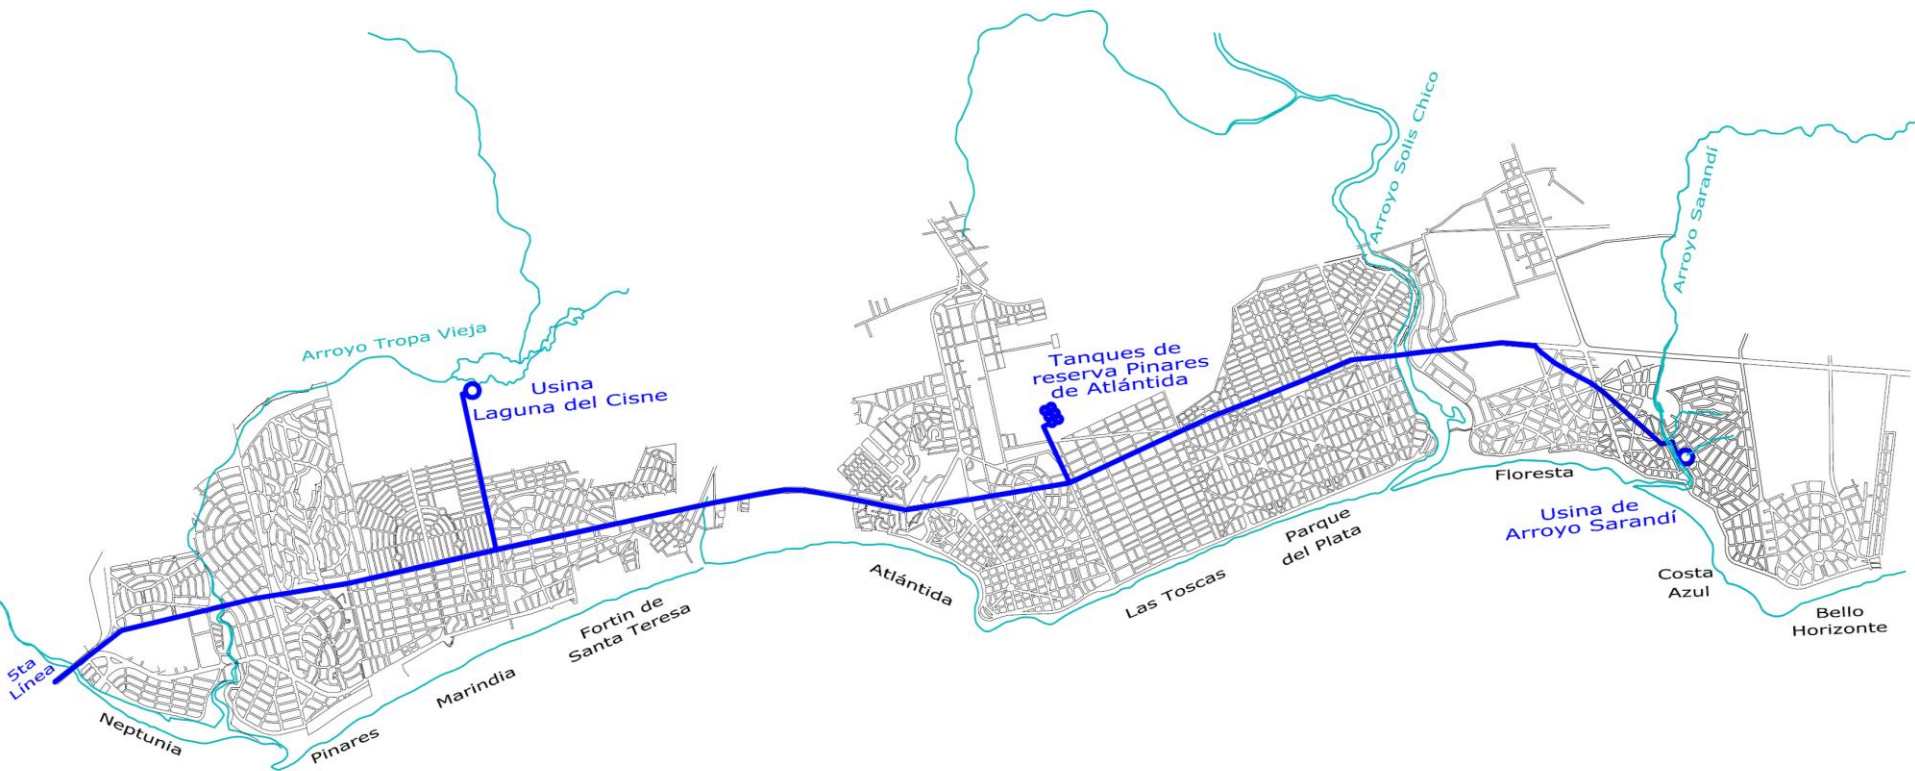 Arroyo Solis Chico
Arroyo Sarandí
Arroyo Tropa Vieja
Usina
Laguna del Cisne
Tanques de
reserva Pinares
de Atlántida
Floresta
Usina de
Arroyo Sarandí
Parque
del Plata
Atlántida
Las Toscas
Costa
Azul
Bello
Horizonte
Fortin de
Santa Teresa
5ta
Línea
Marindia
Neptunia
Pinares